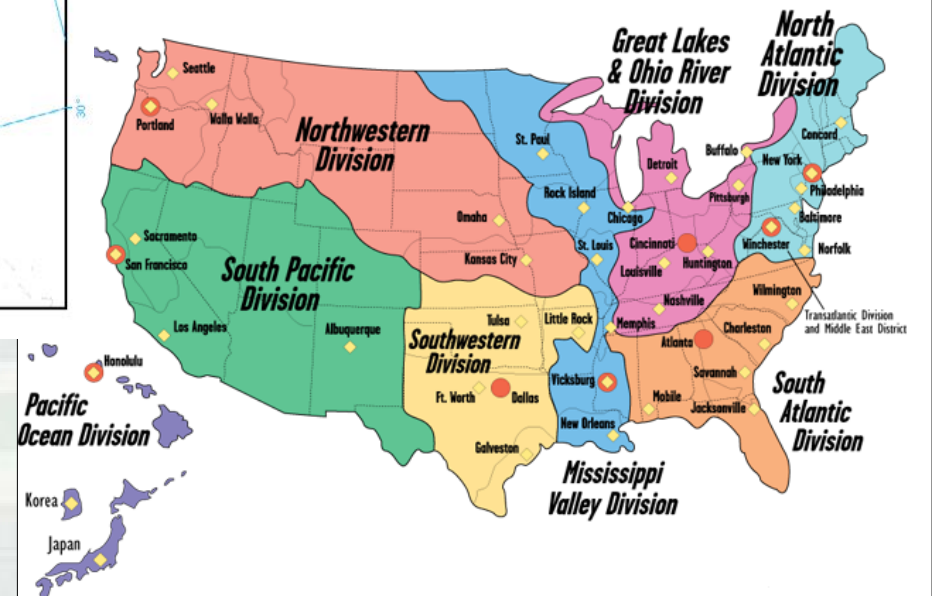 30°
Great Lakes
& Ohio River
Division
North
Atlantic
Division
Seattle
Portland
Walla Walla
Northwestern
Division
St. Paul
Detroit
Buffalo
Concord
New York
Pittsburgh
Philadelphia
Rock Island
Chicago
Baltimore
Omaha
Sacramento
San Francisco
South Pacific
Division
Kansas City
St. Louis
Cincinnati
Louisville
Huntington
Winchester
Norfolk
Nashville
Wilmington
Transatlantic Division
and Middle East District
Los Angeles
Albuquerque
Tulsa
Little Rock
Memphis
Charleston
Atlanta
Southwestern
Division
Honolulu
Ft. Worth
Dallas
Vicksburg
Savannah
Mobile
Jacksonville
South
Atlantic
Division
Pacific
Ocean Division
New Orleans
Galveston
Mississippi
Valley Division
Korea
Japan